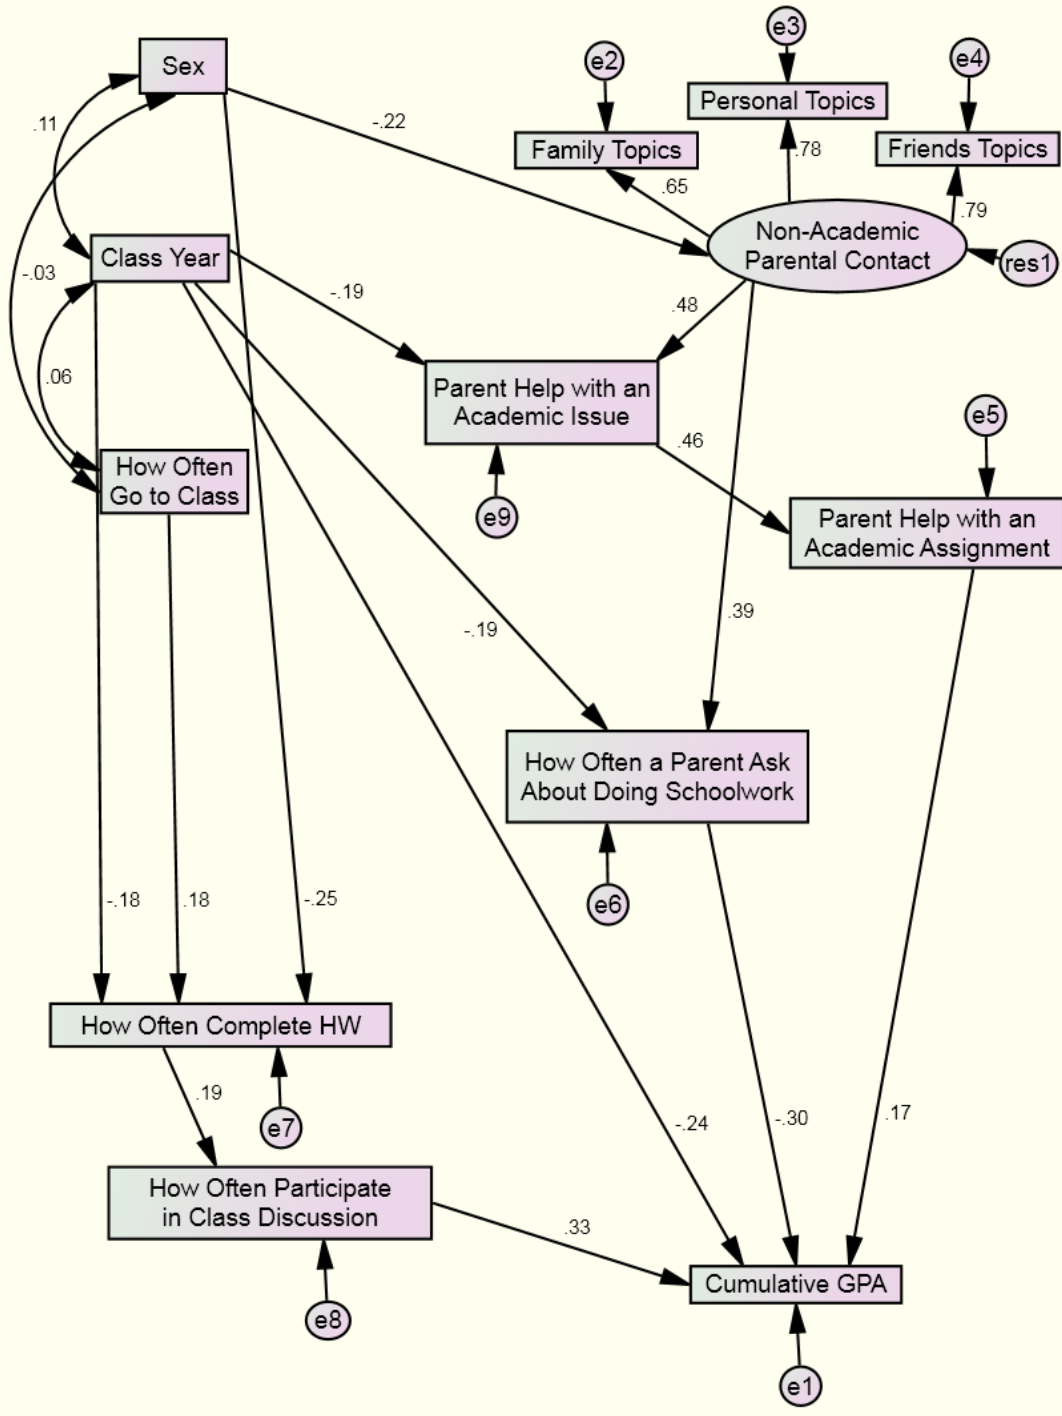 e3
Sex
e2
e4
Personal Topics
.11
-.22
Family Topics
.78
Friends Topics
.65
.79
Non-Academic
Parental Contact
res1
Class Year
-.03
-.19
.48
.06
Parent Help with an
Academic Issue
e5
.46
How Often
Go to Class
e9
Parent Help with an
Academic Assignment
.39
-.19
How Often a Parent Ask
About Doing Schoolwork
e6
-.18
.18
-.25
How Often Complete HW
.19
e7
-.24
-.30
.17
How Often Participate
in Class Discussion
.33
Cumulative GPA
e8
e1